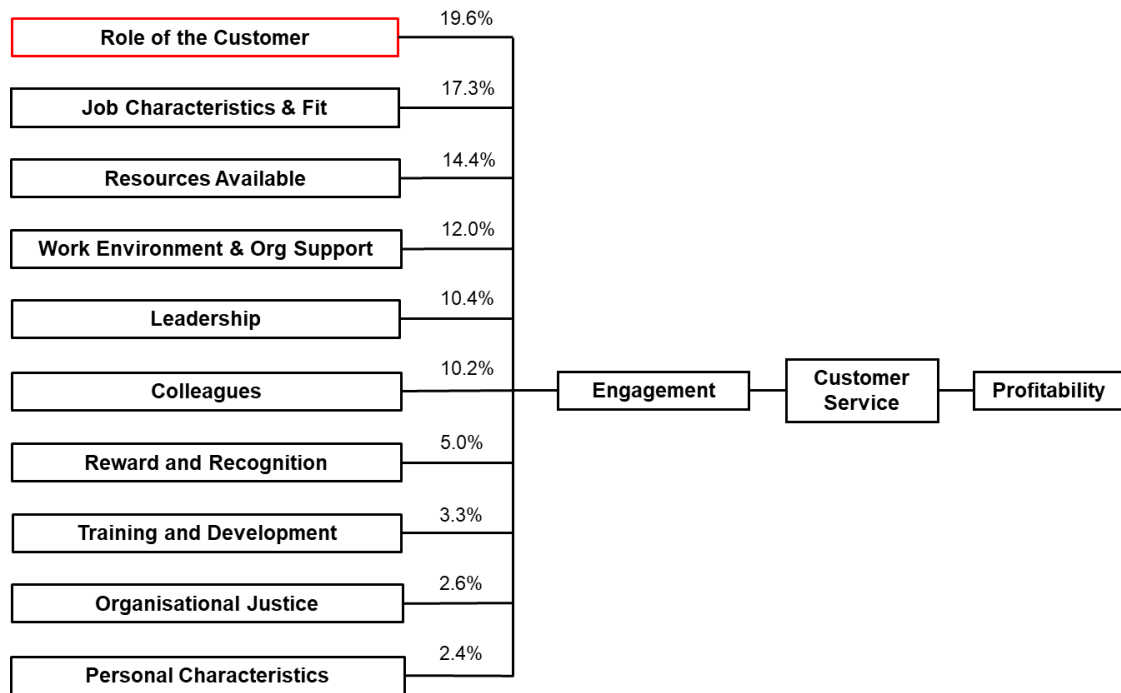 19.6%
Role of the Customer
17.3%
Job Characteristics & Fit
14.4%
Resources Available
12.0%
Work Environment & Org Support
10.4%
Leadership
10.2%
Colleagues
Engagement
Customer
Service
Profitability
5.0%
Reward and Recognition
3.3%
Training and Development
2.6%
Organisational Justice
2.4%
Personal Characteristics